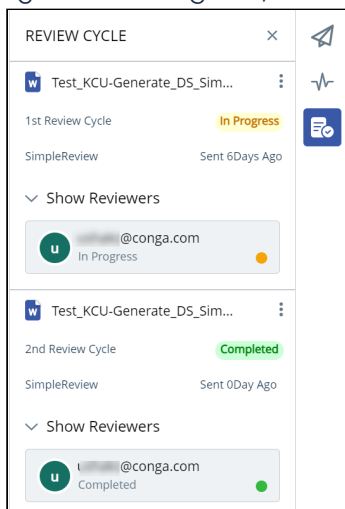 REVIEW CYCLE
Test_KCU-Generate_DS_Sim...
1st Review Cycle In Progress
SimpleReview Sent 6Days Ago
Show Reviewers
u @conga.com
In Progress
Test_KCU-Generate_DS_Sim...
2nd Review Cycle Completed
SimpleReview Sent 0Day Ago
Show Reviewers
u @conga.com
Completed